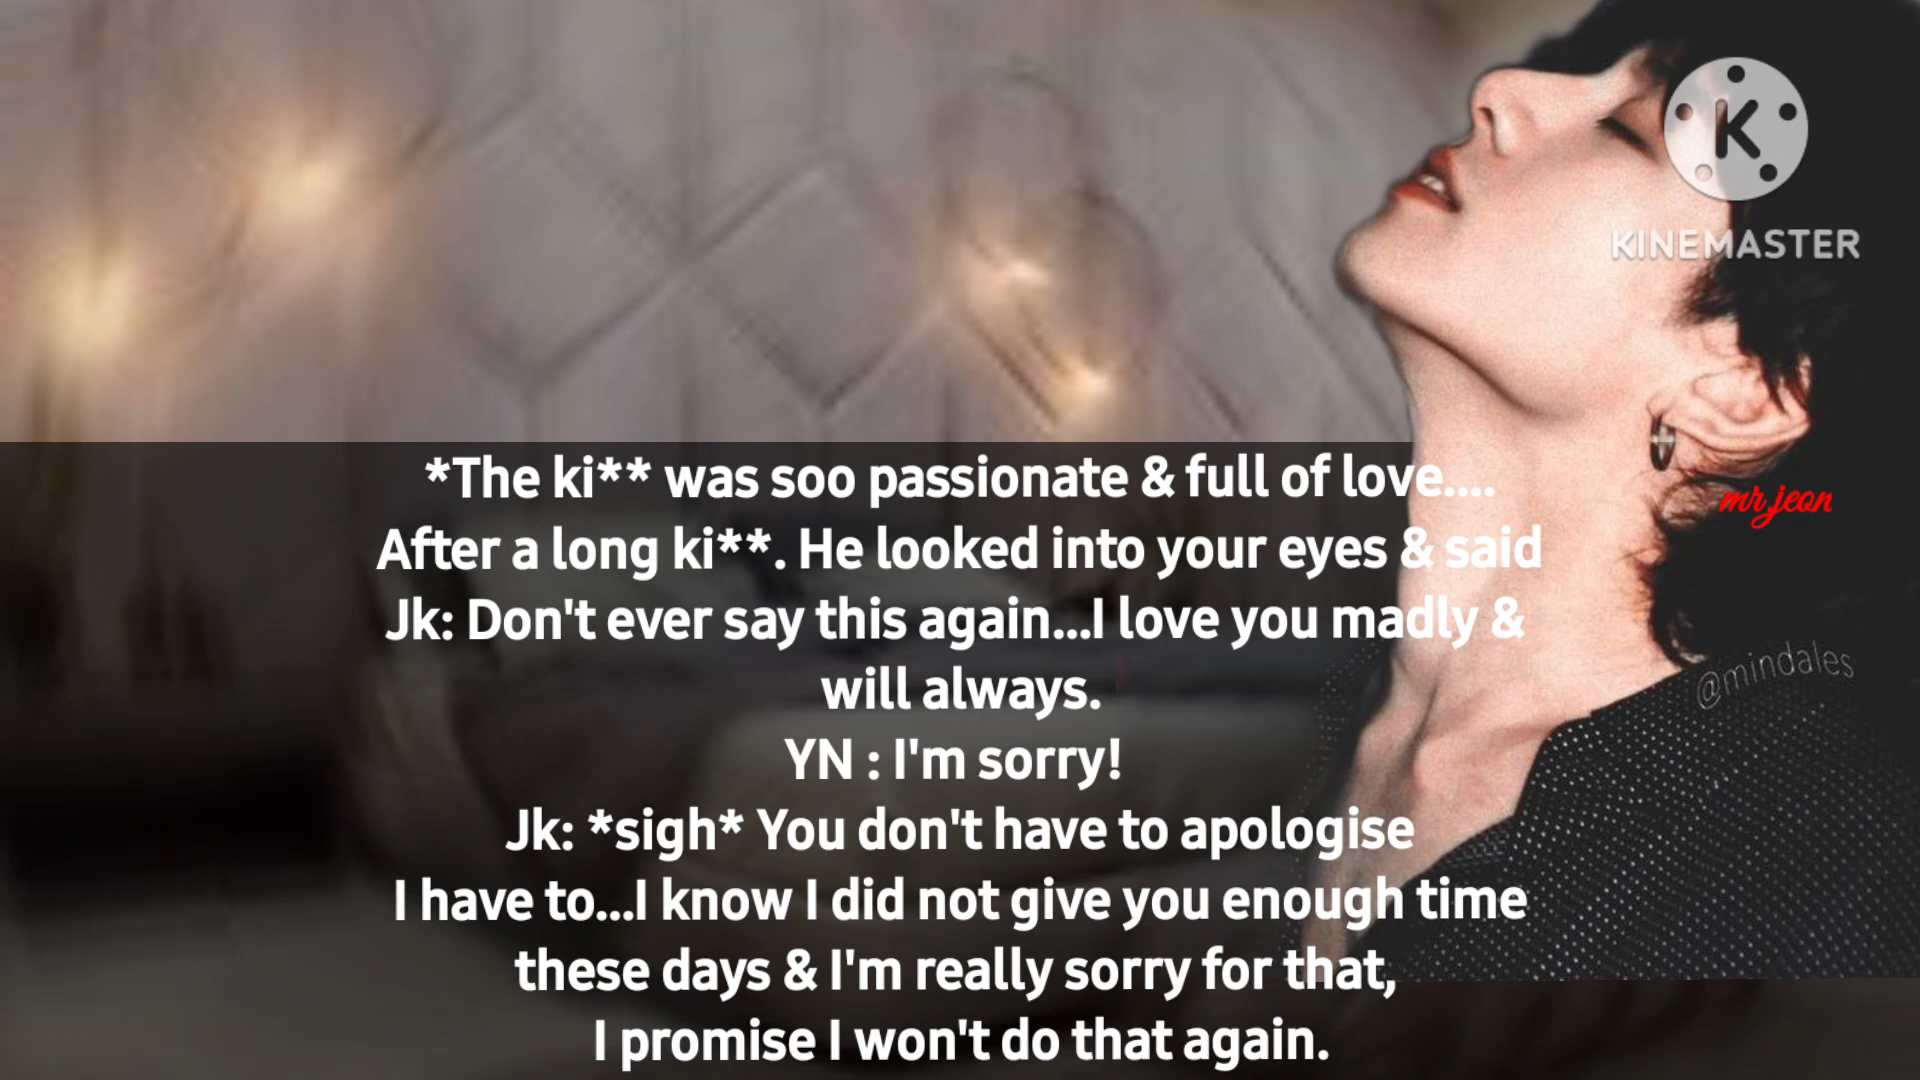 K
KINEMASTER
*The ki** was soo passionate & full of love....
mr.jeon
After a long ki**. He looked into your eyes & said
Jk: Don't ever say this again...I love you madly &
@mindales
will always.
YN : I'm sorry!
Jk: *sigh* You don't have to apologise
I have to...I know I did not give you enough time
these days & I'm really sorry for that,
I promise I won't do that again.